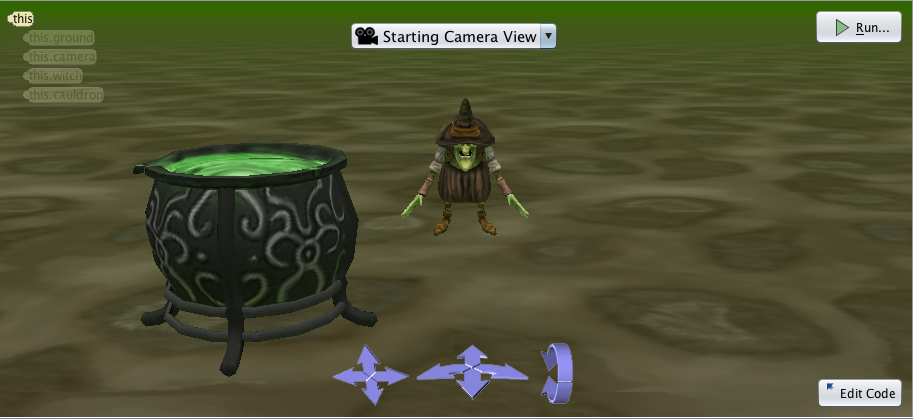 this
this.ground
this.camera
this.witch
this.cauldron
Starting Camera View
Run...
Edit Code